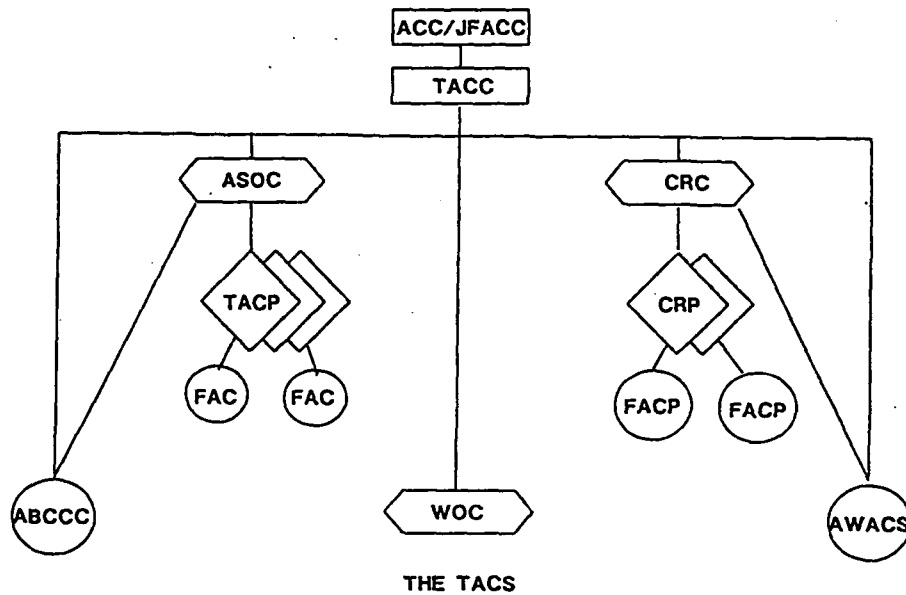 ACC/JFACC
TACC
ASOC
CRC
TACP
CRP
FAC
FAC
FACP
FACP
ABCCC
WOC
AWACS
THE TACS